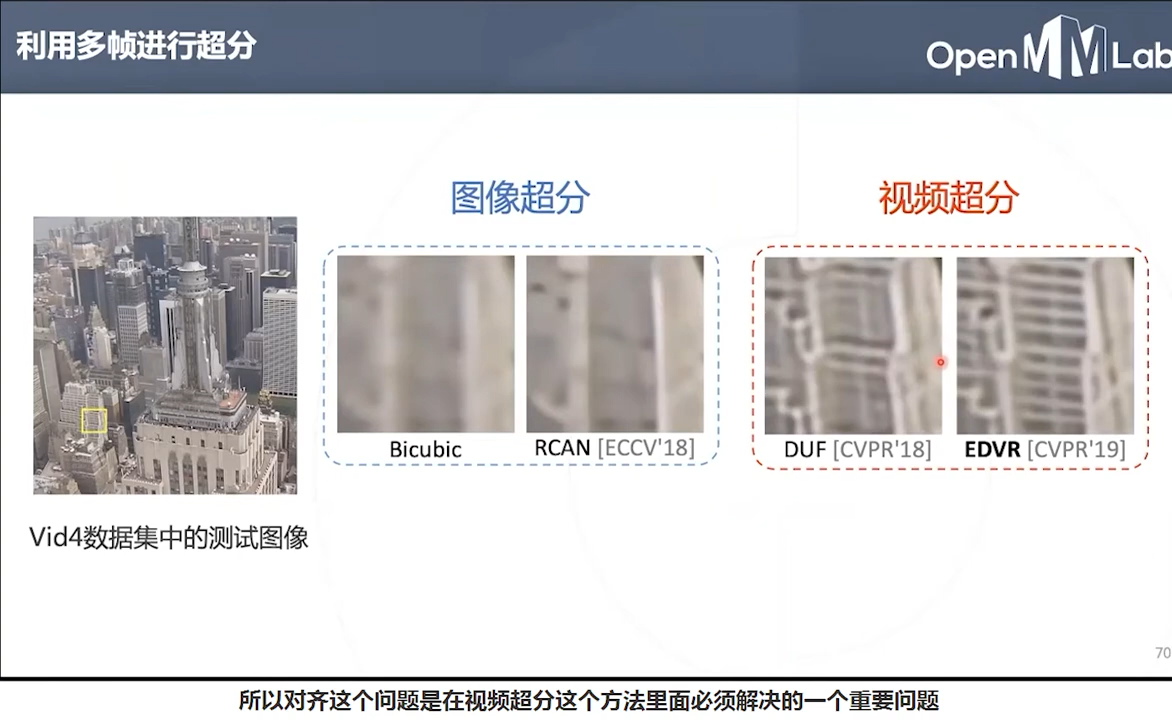 利用多帧进行超分
OpenMMLab
图像超分
视频超分
Bicubic
RCAN [ECCV'18]
DUF [CVPR'18]
EDVR [CVPR'19]
Vid4数据集中的测试图像
70
所以对齐这个问题是在视频超分这个方法里面必须解决的一个重要问题